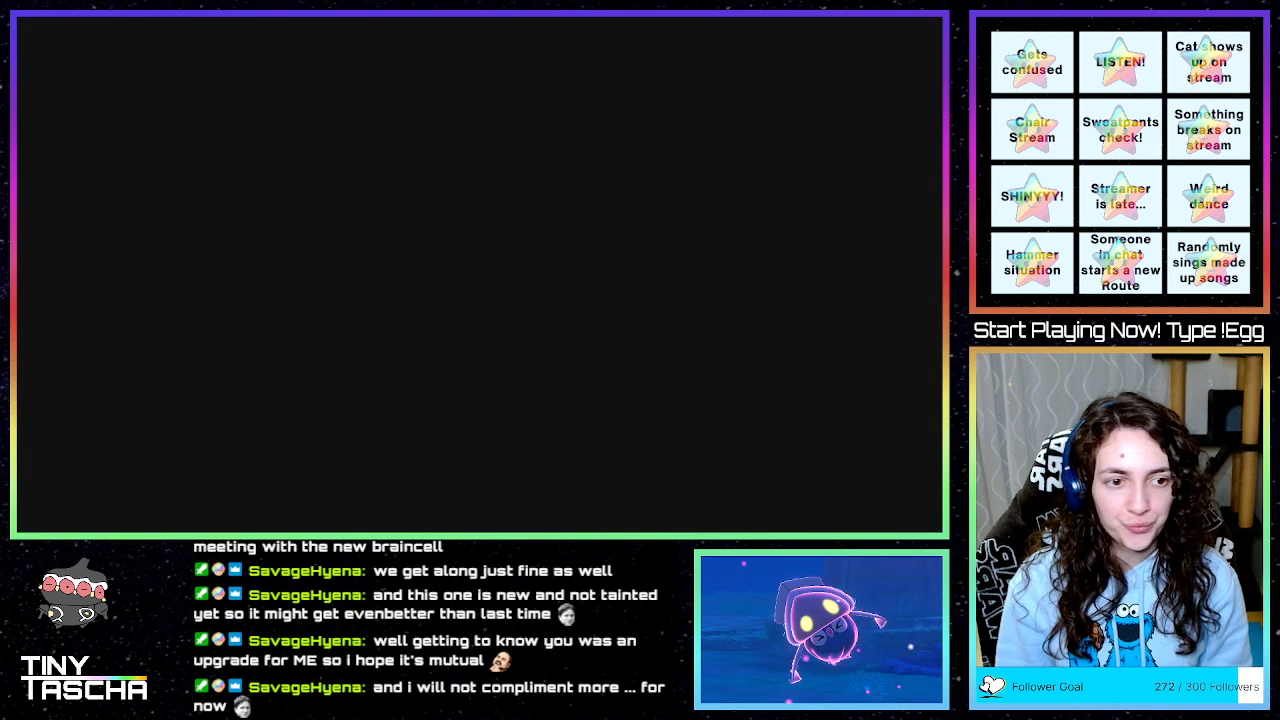 Gets
confused
LISTEN!
Cat shows
up on
stream
Chair
Stream
Sweatpants
check!
Something
breaks on
stream
SHINYYY!
Streamer
is late...
Weird
dance
Hammer
situation
Someone
in chat
starts a new
Route
Randomly
sings made
up songs
Start Playing Now! Type !Egg
meeting with the new braincell
SavageHyena: we get along just fine as well
SavageHyena: and this one is new and not tainted
yet so it might get evenbetter than last time
SavageHyena: well getting to know you was an
upgrade for ME so i hope it's mutual
SavageHyena: and i will not compliment more ... for
now
TINY
TASCHA
Follower Goal
272 / 300 Followers